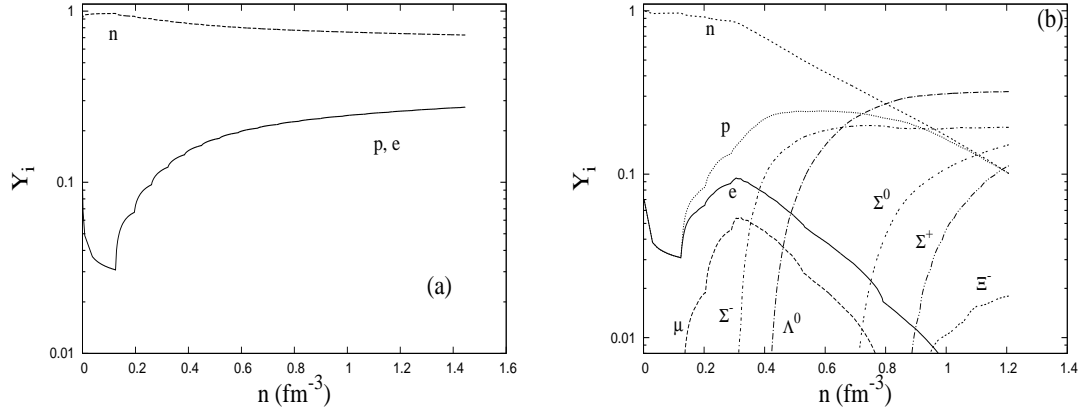 (a)
1
n
Y_i
0.1
p, e
(a)
0.01
0 0.2 0.4 0.6 0.8 1 1.2 1.4 1.6
n (fm^-3)
(b)
1
n
p
Y_i
0.1
e
Σ^0
Σ^+
Ξ^-
μ
Σ^-
Λ^0
0.01
0 0.2 0.4 0.6 0.8 1 1.2 1.4
n (fm^-3)